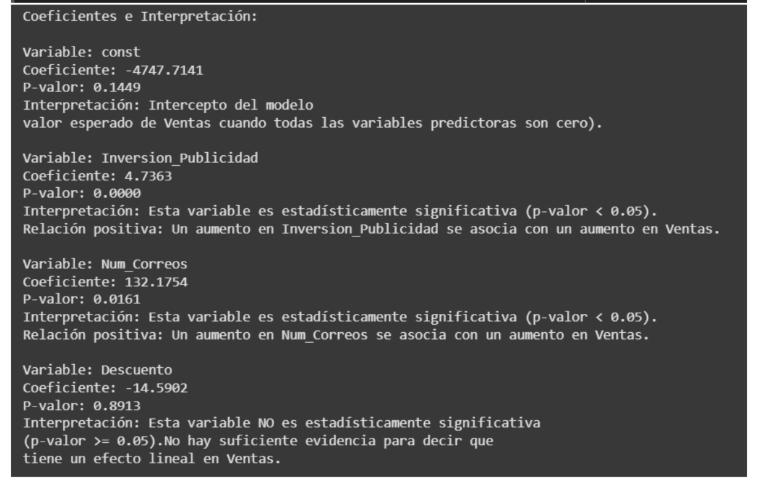 Coeficientes e Interpretación:
Variable: const
Coeficiente: -4747.7141
P-valor: 0.1449
Interpretación: Intercepto del modelo
valor esperado de Ventas cuando todas las variables predictoras son cero).
Variable: Inversion_Publicidad
Coeficiente: 4.7363
P-valor: 0.0000
Interpretación: Esta variable es estadísticamente significativa (p-valor < 0.05).
Relación positiva: Un aumento en Inversion_Publicidad se asocia con un aumento en Ventas.
Variable: Num_Correos
Coeficiente: 132.1754
P-valor: 0.0161
Interpretación: Esta variable es estadísticamente significativa (p-valor < 0.05).
Relación positiva: Un aumento en Num_Correos se asocia con un aumento en Ventas.
Variable: Descuento
Coeficiente: -14.5902
P-valor: 0.8913
Interpretación: Esta variable NO es estadísticamente significativa
(p-valor >= 0.05).No hay suficiente evidencia para decir que
tiene un efecto lineal en Ventas.